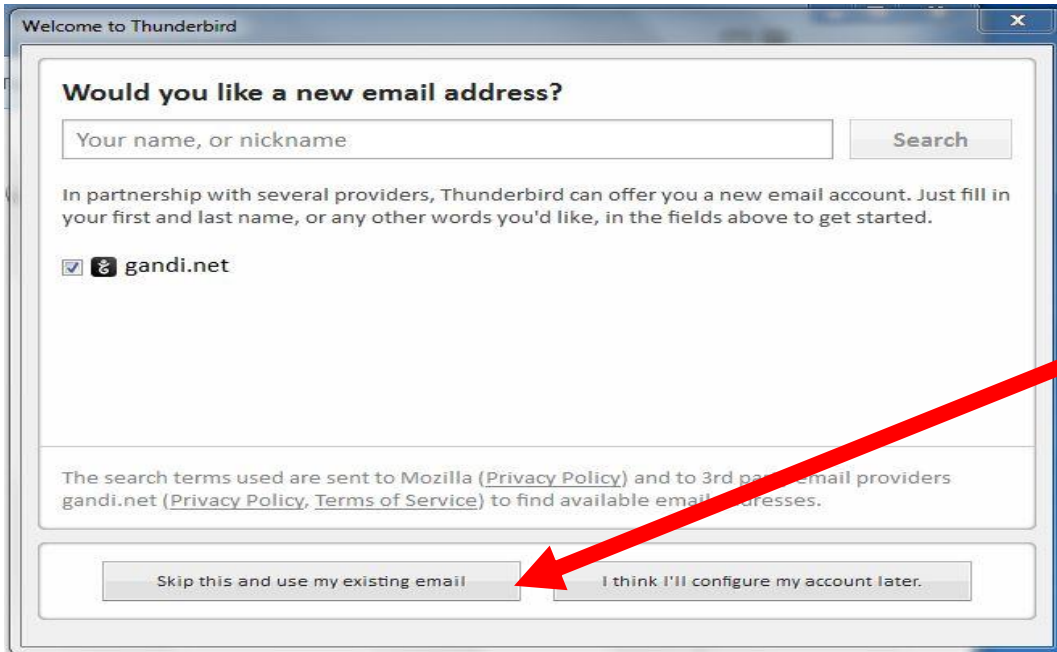 Welcome to Thunderbird
Would you like a new email address?
Your name, or nickname
Search
In partnership with several providers, Thunderbird can offer you a new email account. Just fill in
your first and last name, or any other words you'd like, in the fields above to get started.
gandi.net
The search terms used are sent to Mozilla (Privacy Policy) and to 3rd email providers
gandi.net (Privacy Policy, Terms of Service) to find available email
Skip this and use my existing email
I think I'll configure my account later.